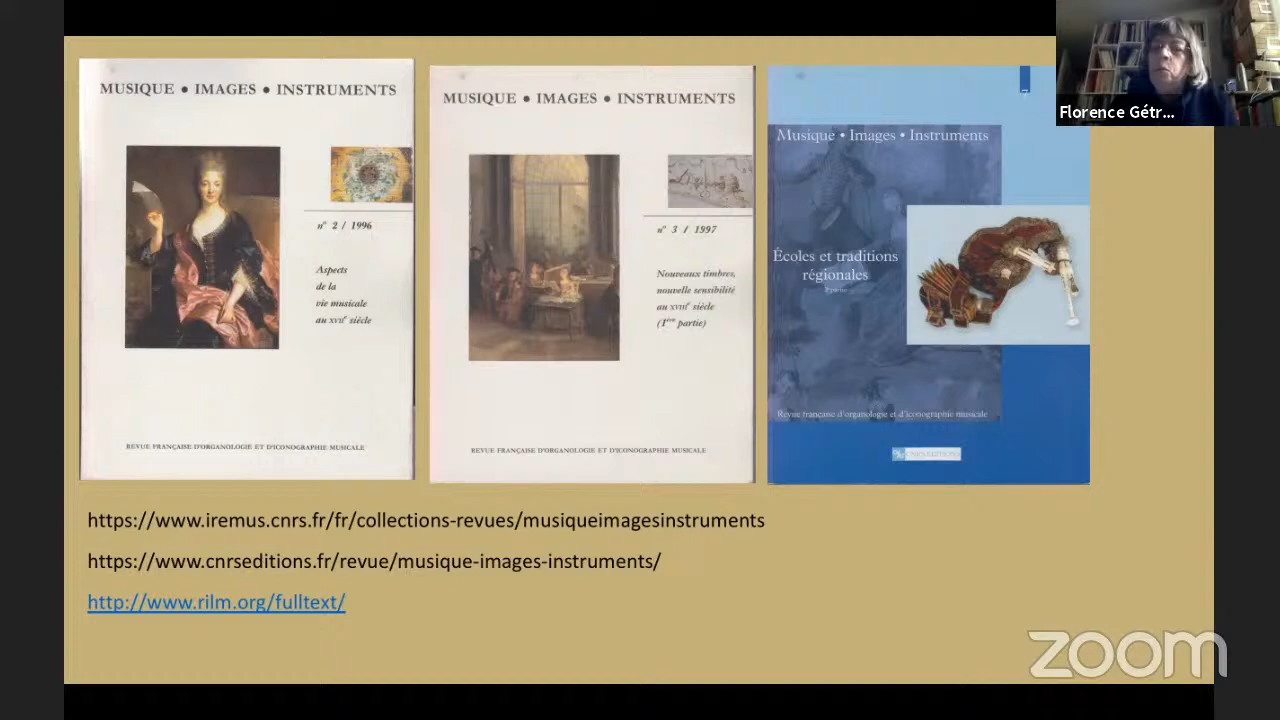 MUSIQUE • IMAGES • INSTRUMENTS
n° 2 / 1996
Aspects
de la
vie musicale
au XVIIe siècle
REVUE FRANÇAISE D'ORGANOLOGIE ET D'ICONOGRAPHIE MUSICALE
MUSIQUE • IMAGES • INSTRUMENTS
n° 3 / 1997
Nouveaux timbres,
nouvelle sensibilité
au XVIIIe siècle
(1ère partie)
REVUE FRANÇAISE D'ORGANOLOGIE ET D'ICONOGRAPHIE MUSICALE
7
Musique • Images • Instruments
Écoles et traditions
régionales
Revue française d'organologie et d'iconographie musicale
CNRS EDITIONS
Florence Gétr...
https://www.iremus.cnrs.fr/fr/collections-revues/musiqueimagesinstruments
https://www.cnrseditions.fr/revue/musique-images-instruments/
http://www.rilm.org/fulltext/
zoom